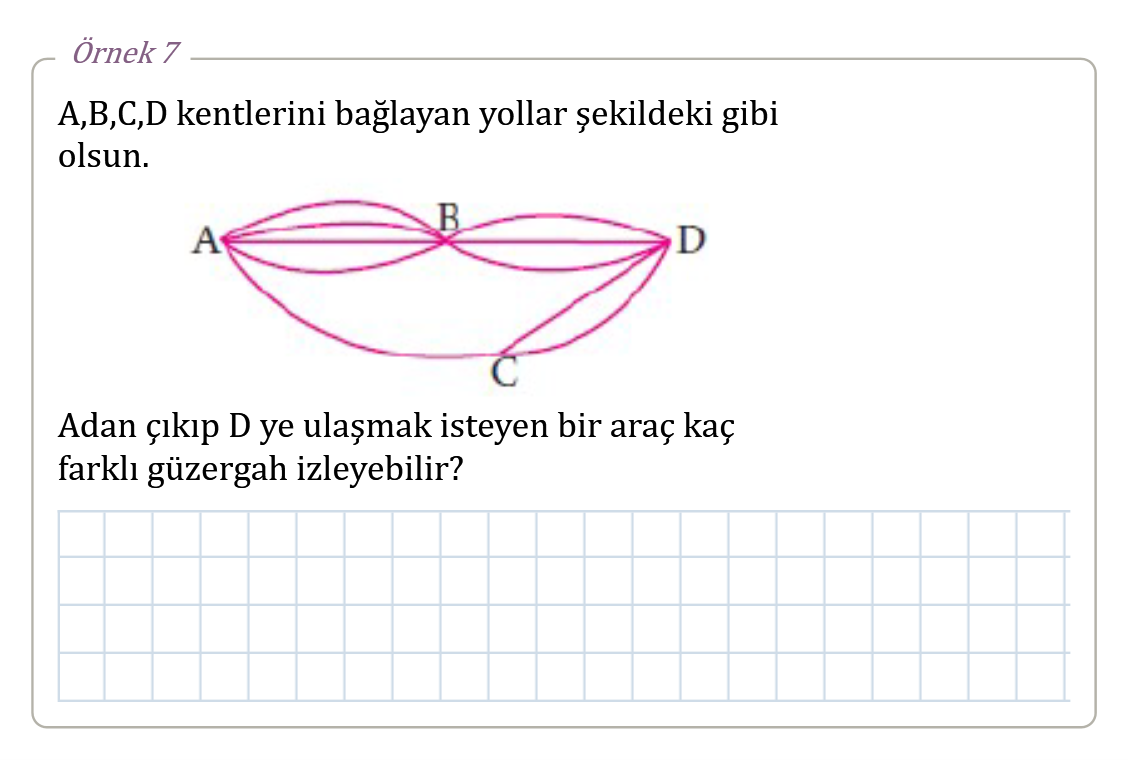 Örnek 7
A,B,C,D kentlerini bağlayan yollar şekildeki gibi
olsun.
B
A
D
C
Adan çıkıp D ye ulaşmak isteyen bir araç kaç
farklı güzergah izleyebilir?